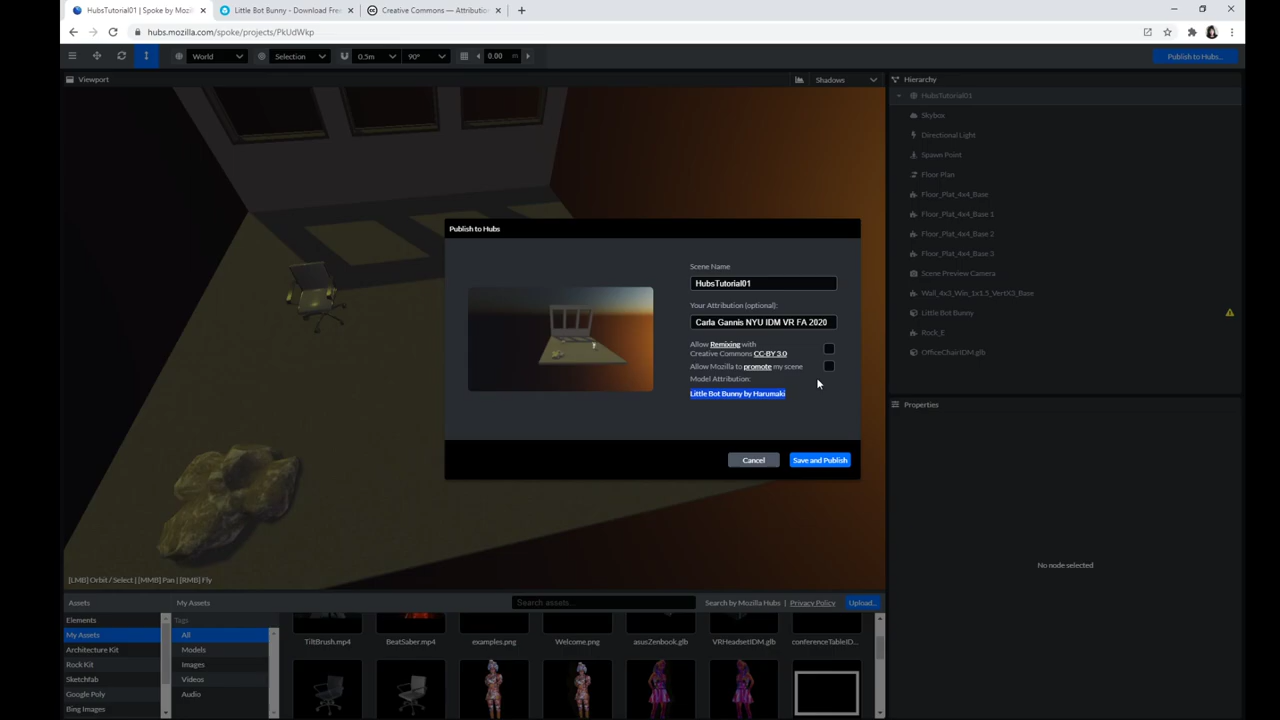 HubsTutorial01 | Spoke by Mozi
Little Bot Bunny - Download Fre
Creative Commons — Attribution
hubs.mozilla.com/spoke/projects/PkUdWkp
World
Selection
0.5m
90°
0.00 m
Publish to Hubs...
Viewport
Shadows
Hierarchy
HubsTutorial01
Skybox
Directional Light
Spawn Point
Floor Plan
Floor_Plat_4x4_Base
Floor_Plat_4x4_Base 1
Floor_Plat_4x4_Base 2
Floor_Plat_4x4_Base 3
Scene Preview Camera
Wall_4x3_Win_1x1.5_VertX3_Base
Little Bot Bunny
Rock_E
OfficeChairIDM.glb
Publish to Hubs
Scene Name
HubsTutorial01
Your Attribution (optional):
Carla Gannis NYU IDM VR FA 2020
Allow Remixing with
Creative Commons CC-BY 3.0
Allow Mozilla to promote my scene
Model Attribution:
Little Bot Bunny by Harumaki
Cancel
Save and Publish
Properties
No node selected
[LMB] Orbit / Select | [MMB] Pan | [RMB] Fly
Assets
My Assets
Search assets...
Search by Mozilla Hubs | Privacy Policy
Upload...
Elements
My Assets
Architecture Kit
Rock Kit
Sketchfab
Google Poly
Bing Images
Tags
All
Models
Images
Videos
Audio
TiltBrush.mp4
BeatSaber.mp4
examples.png
Welcome.png
asusZenbook.glb
VRHeadsetIDM.glb
conferenceTableID...